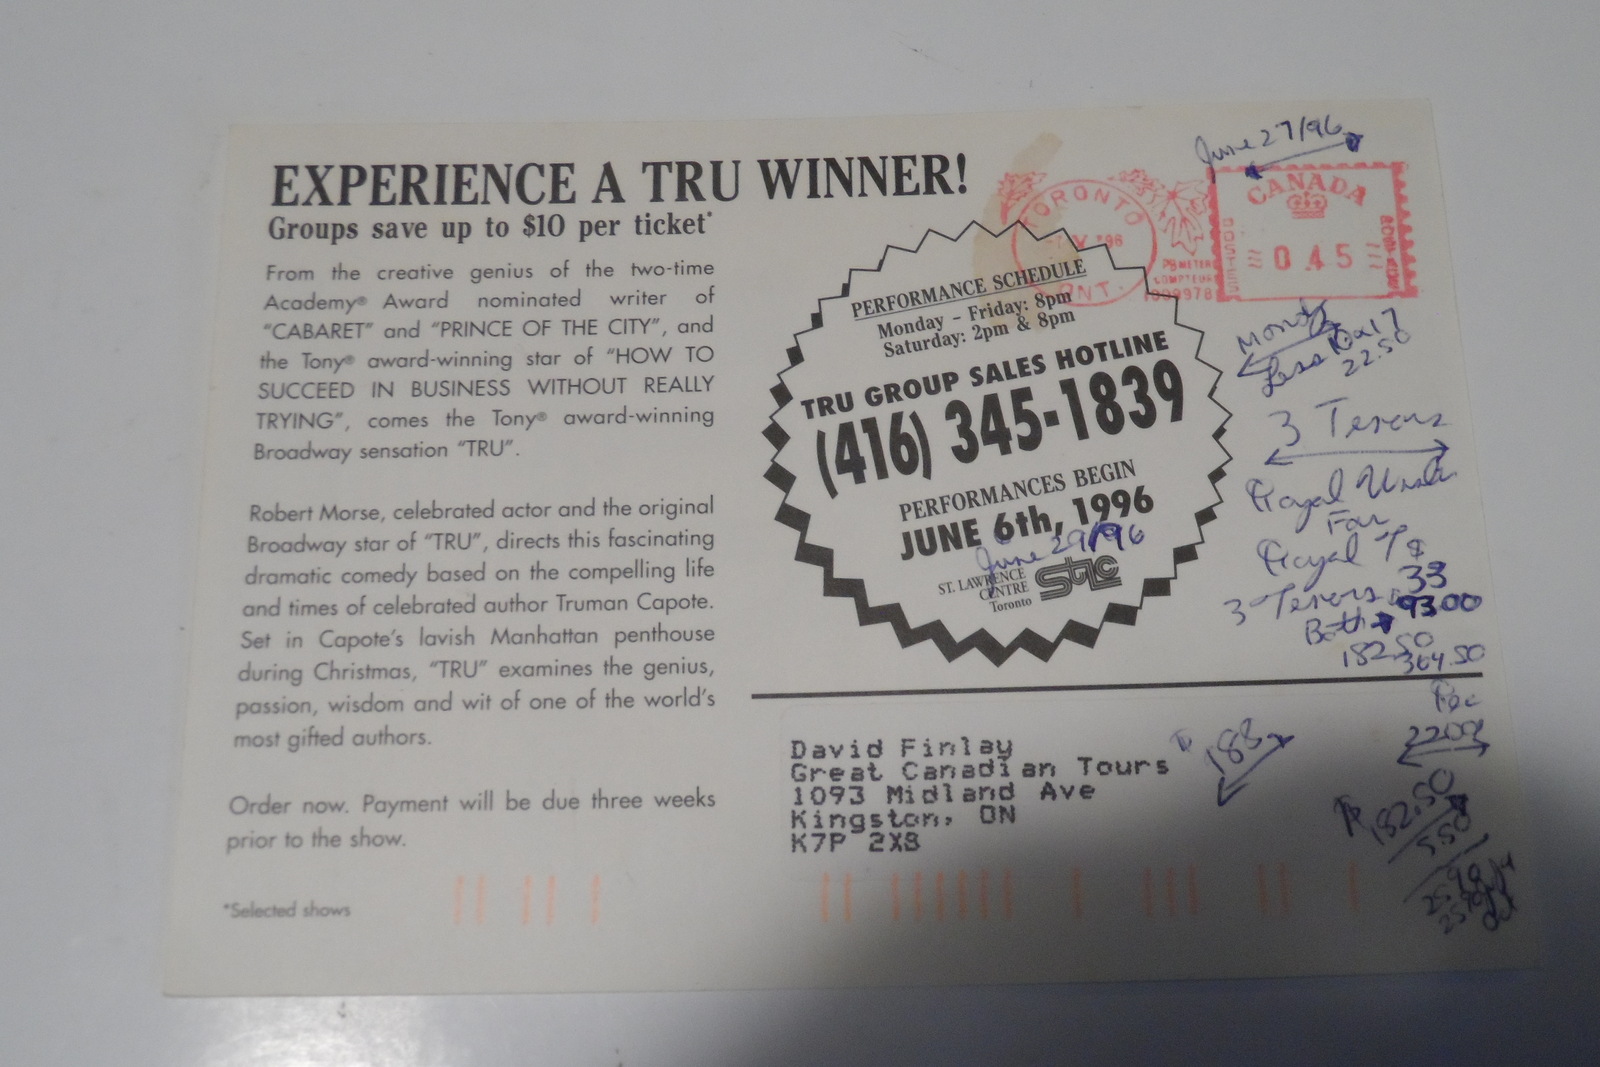 EXPERIENCE A TRU WINNER!
Groups save up to $10 per ticket*
From the creative genius of the two-time
Academy® Award nominated writer of
"CABARET" and "PRINCE OF THE CITY", and
the Tony® award-winning star of "HOW TO
SUCCEED IN BUSINESS WITHOUT REALLY
TRYING", comes the Tony® award-winning
Broadway sensation "TRU".
Robert Morse, celebrated actor and the original
Broadway star of "TRU", directs this fascinating
dramatic comedy based on the compelling life
and times of celebrated author Truman Capote.
Set in Capote's lavish Manhattan penthouse
during Christmas, "TRU" examines the genius,
passion, wisdom and wit of one of the world's
most gifted authors.
Order now. Payment will be due three weeks
prior to the show.
*Selected shows
PERFORMANCE SCHEDULE
Monday - Friday: 8pm
Saturday: 2pm & 8pm
TRU GROUP SALES HOTLINE
(416) 345-1839
PERFORMANCES BEGIN
JUNE 6th, 1996
June 29/96
ST. LAWRENCE
CENTRE
Toronto
STLC
TORONTO
ONT.
June 27/96
CANADA
045
22.50
3 Tenors
Royal
For
Royal
33
3 Tenors
Both 93.00
182.50
364.50
David Finlay
Great Canadian Tours
1093 Midland Ave
Kingston, ON
K7P 2X8
183
2209
182.50
5.50